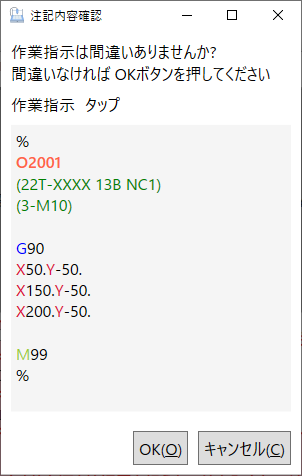 注記内容確認
作業指示は間違いありませんか?
間違いなければ OKボタンを押してください
作業指示 タップ
%
O2001
(22T-XXXX 13B NC1)
(3-M10)
G90
X50.Y-50.
X150.Y-50.
X200.Y-50.
M99
%
OK(O) キャンセル(C)